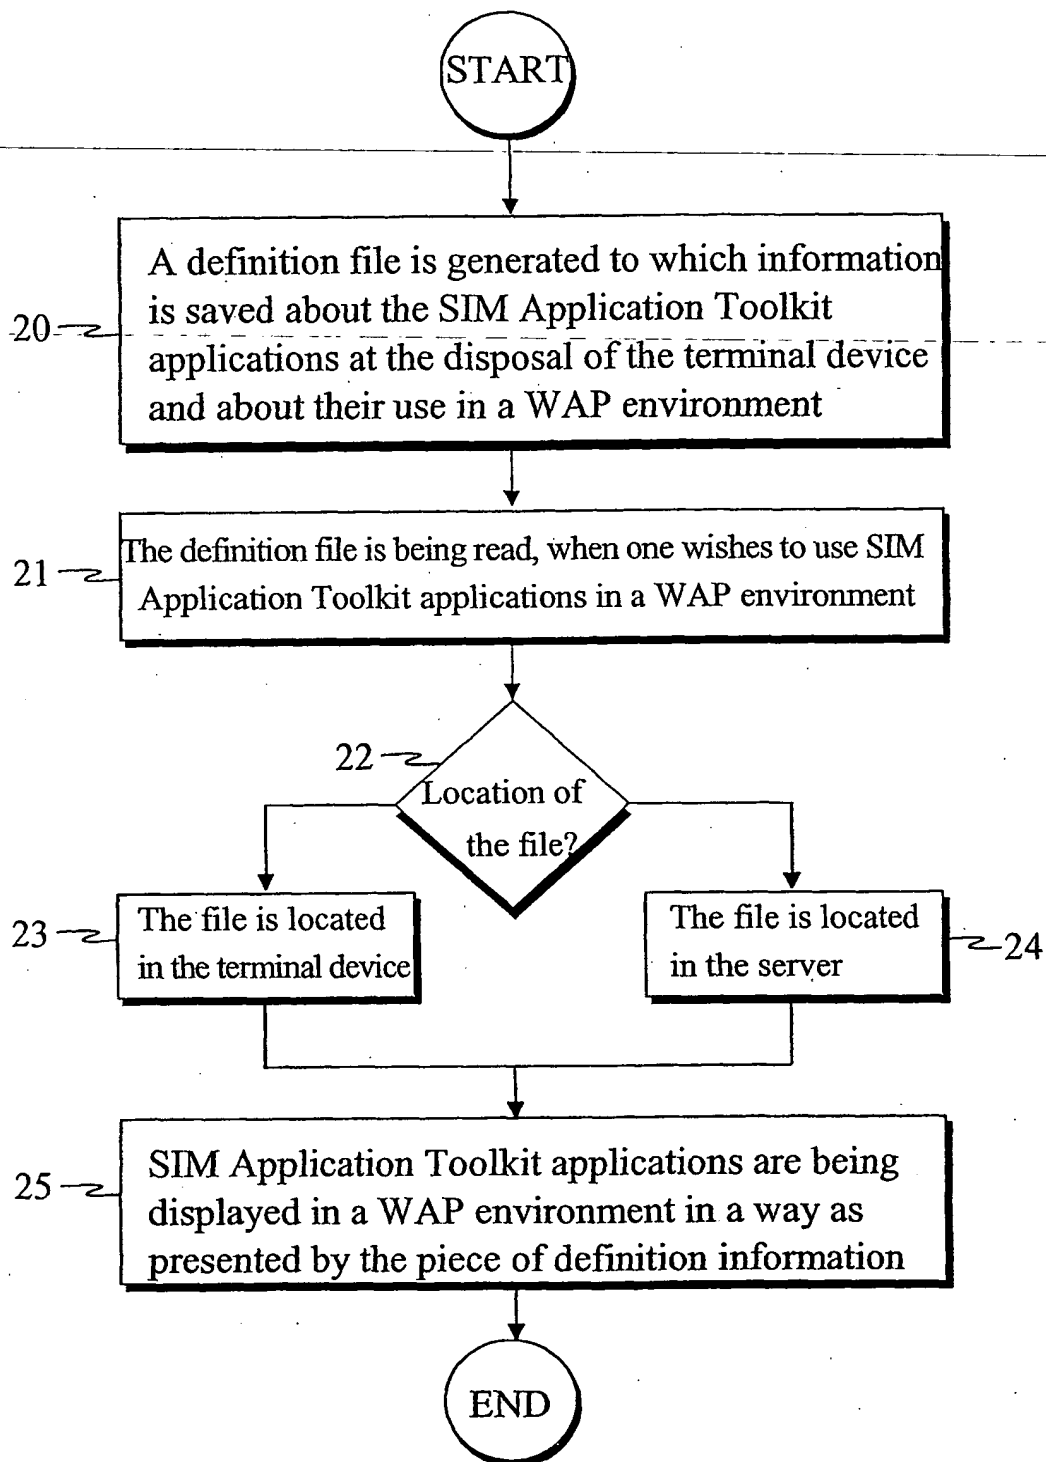 START
20
A definition file is generated to which information
is saved about the SIM Application Toolkit
applications at the disposal of the terminal device
and about their use in a WAP environment
21
The definition file is being read, when one wishes to use SIM
Application Toolkit applications in a WAP environment
22
Location of
the file?
23
The file is located
in the terminal device
The file is located
in the server
24
25
SIM Application Toolkit applications are being
displayed in a WAP environment in a way as
presented by the piece of definition information
END